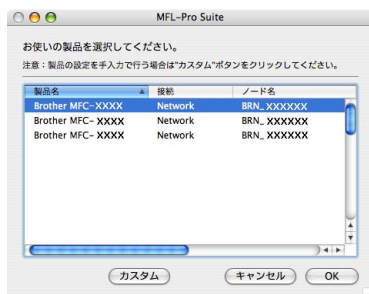 MFL-Pro Suite
お使いの製品を選択してください。
注意：製品の設定を手入力で行う場合は"カスタム"ボタンをクリックしてください。
製品名 接続 ノード名
Brother MFC-XXXX Network BRN_XXXXXX
Brother MFC- XXXX Network BRN_ XXXXXX
Brother MFC- XXXX Network BRN_ XXXXXX
カスタム キャンセル OK